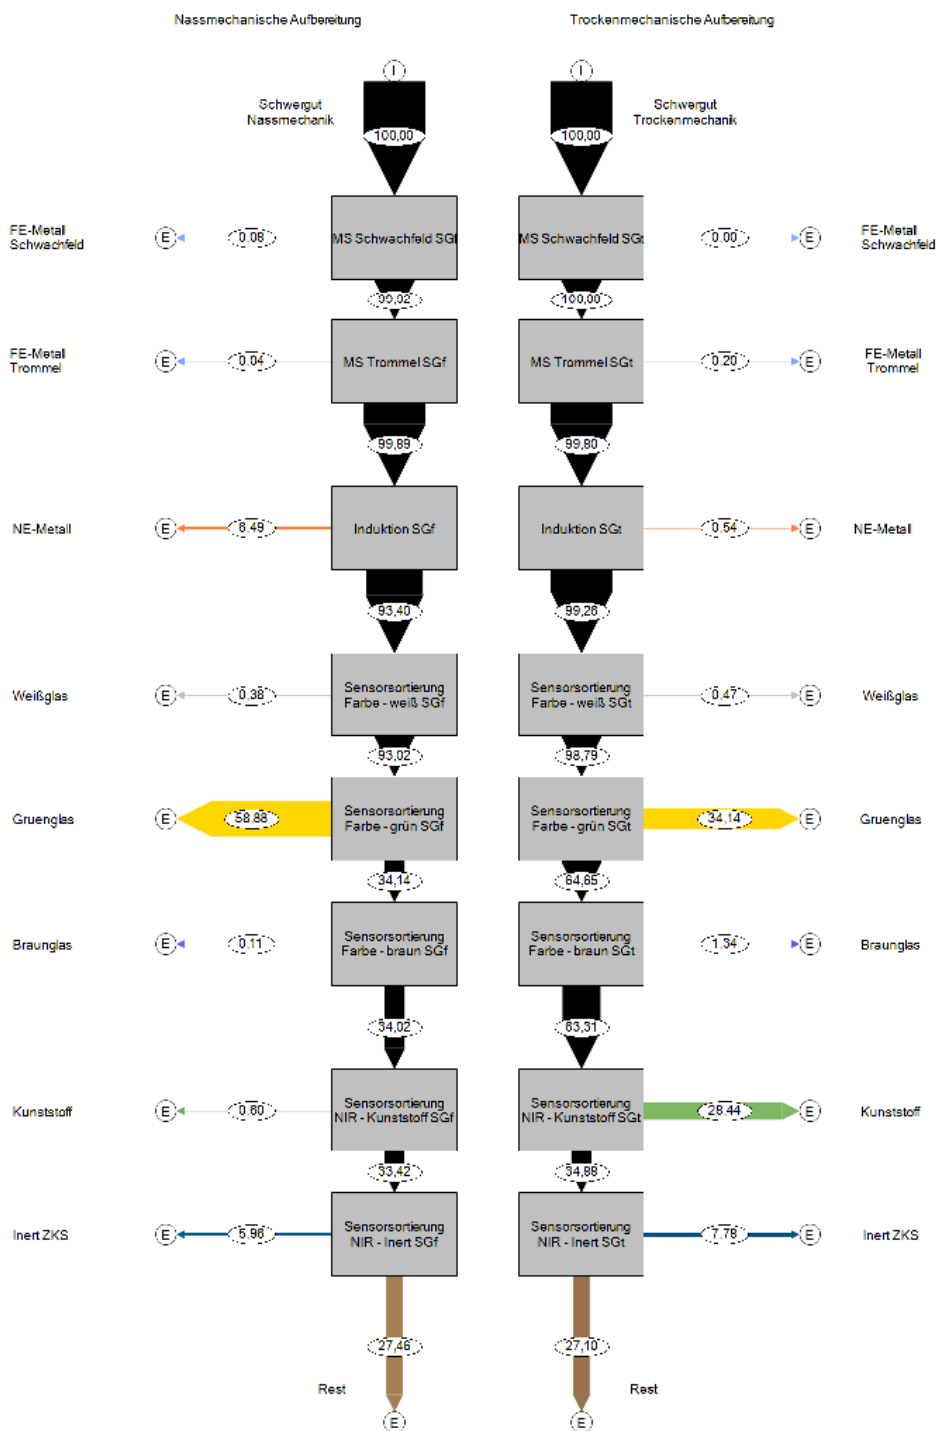 Nassmechanische Aufbereitung
Trockenmechanische Aufbereitung
I
I
Schwergut
Nassmechanik
Schwergut
Trockenmechanik
100,00
100,00
FE-Metall
Schwachfeld
E
0,08
MS Schwachfeld SGf
MS Schwachfeld SGt
0,00
E
FE-Metall
Schwachfeld
99,92
100,00
FE-Metall
Trommel
E
0,04
MS Trommel SGf
MS Trommel SGt
0,20
E
FE-Metall
Trommel
99,89
99,80
NE-Metall
E
6,49
Induktion SGf
Induktion SGt
0,54
E
NE-Metall
93,40
99,26
Weißglas
E
0,38
Sensorsortierung
Farbe - weiß SGf
Sensorsortierung
Farbe - weiß SGt
0,47
E
Weißglas
93,02
98,79
Gruenglas
E
58,88
Sensorsortierung
Farbe - grün SGf
Sensorsortierung
Farbe - grün SGt
34,14
E
Gruenglas
34,14
64,65
Braunglas
E
0,11
Sensorsortierung
Farbe - braun SGf
Sensorsortierung
Farbe - braun SGt
1,34
E
Braunglas
34,02
63,31
Kunststoff
E
0,60
Sensorsortierung
NIR - Kunststoff SGf
Sensorsortierung
NIR - Kunststoff SGt
28,44
E
Kunststoff
33,42
34,88
Inert ZKS
E
5,96
Sensorsortierung
NIR - Inert SGf
Sensorsortierung
NIR - Inert SGt
7,78
E
Inert ZKS
27,46
27,10
Rest
Rest
E
E